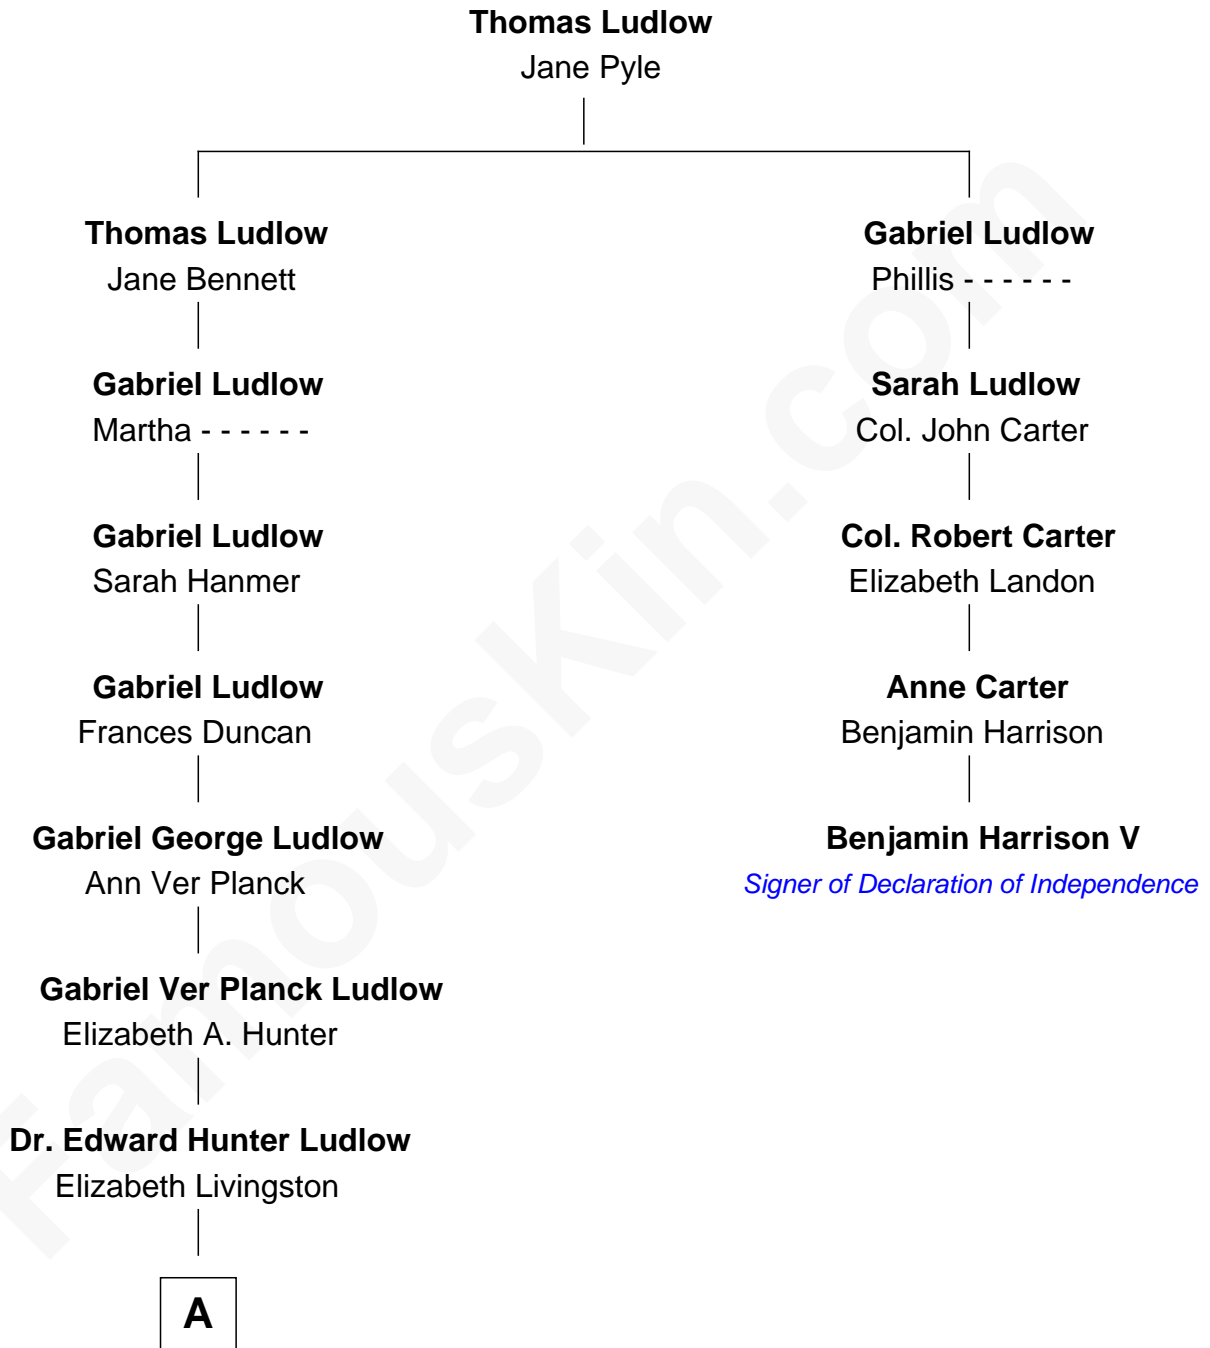 Thomas Ludlow
Jane Pyle
Thomas Ludlow
Jane Bennett
Gabriel Ludlow
Phillis - - - - - -
Gabriel Ludlow
Martha - - - - - -
Sarah Ludlow
Col. John Carter
Gabriel Ludlow
Sarah Hanmer
Col. Robert Carter
Elizabeth Landon
Gabriel Ludlow
Frances Duncan
Anne Carter
Benjamin Harrison
Gabriel George Ludlow
Ann Ver Planck
Benjamin Harrison V
Signer of Declaration of Independence
Gabriel Ver Planck Ludlow
Elizabeth A. Hunter
Dr. Edward Hunter Ludlow
Elizabeth Livingston
A
FamousKin.com